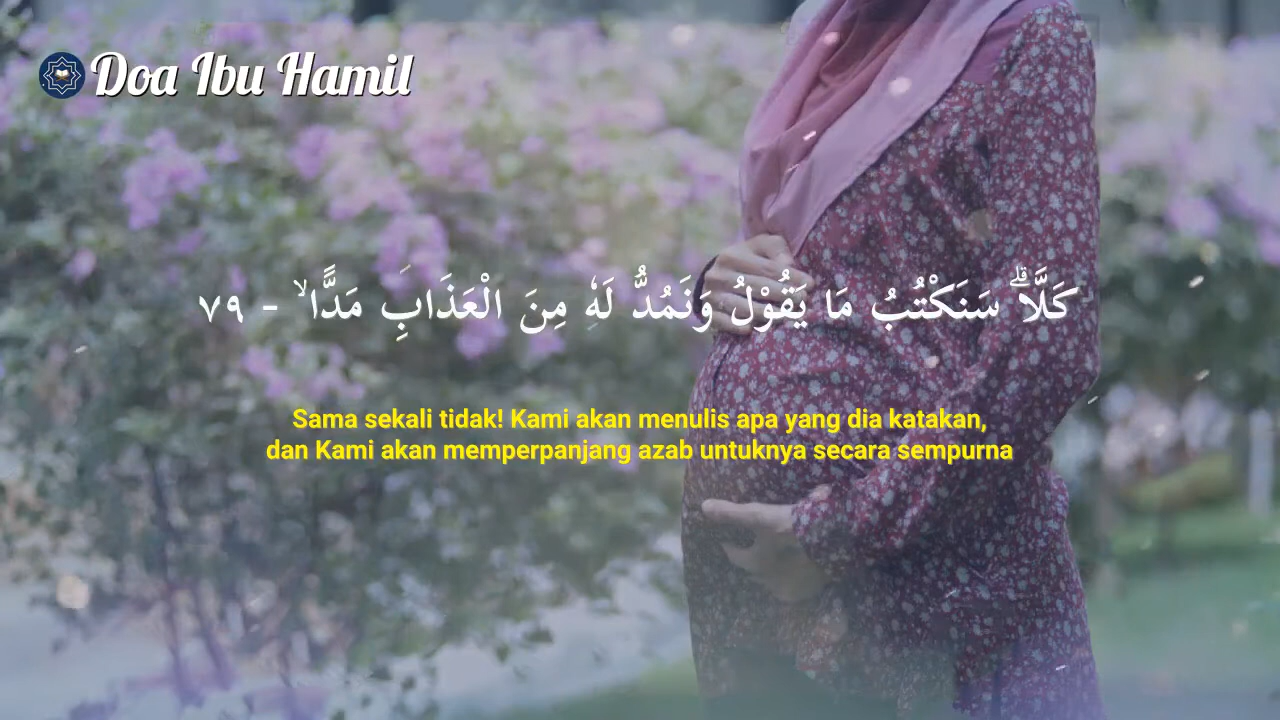 Doa Ibu Hamil
كَلَّاۗ سَنَكْتُبُ مَا يَقُوْلُ وَنَمُدُّ لَهٗ مِنَ الْعَذَابِ مَدًّا ۙ - ٧٩
Sama sekali tidak! Kami akan menulis apa yang dia katakan,
dan Kami akan memperpanjang azab untuknya secara sempurna